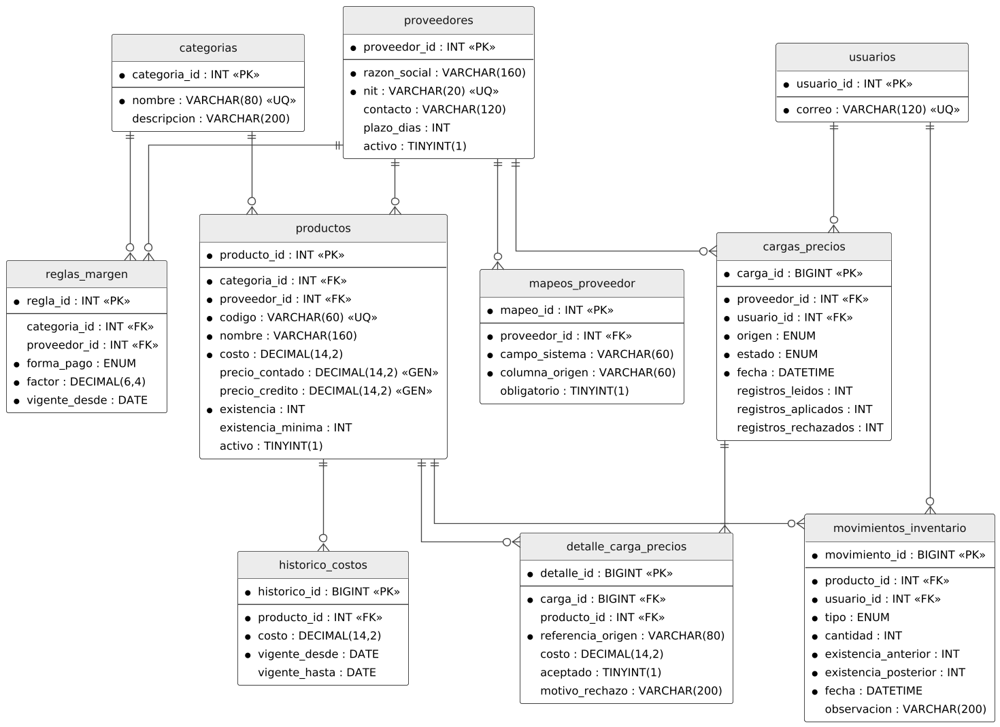 proveedores
proveedor_id : INT «PK»
razon_social : VARCHAR(160)
nit : VARCHAR(20) «UQ»
contacto : VARCHAR(120)
plazo_dias : INT
activo : TINYINT(1)
categorias
categoria_id : INT «PK»
nombre : VARCHAR(80) «UQ»
descripcion : VARCHAR(200)
usuarios
usuario_id : INT «PK»
correo : VARCHAR(120) «UQ»
productos
producto_id : INT «PK»
categoria_id : INT «FK»
proveedor_id : INT «FK»
codigo : VARCHAR(60) «UQ»
nombre : VARCHAR(160)
costo : DECIMAL(14,2)
precio_contado : DECIMAL(14,2) «GEN»
precio_credito : DECIMAL(14,2) «GEN»
existencia : INT
existencia_minima : INT
activo : TINYINT(1)
cargas_precios
carga_id : BIGINT «PK»
proveedor_id : INT «FK»
usuario_id : INT «FK»
origen : ENUM
estado : ENUM
fecha : DATETIME
registros_leidos : INT
registros_aplicados : INT
registros_rechazados : INT
reglas_margen
regla_id : INT «PK»
categoria_id : INT «FK»
proveedor_id : INT «FK»
forma_pago : ENUM
factor : DECIMAL(6,4)
vigente_desde : DATE
mapeos_proveedor
mapeo_id : INT «PK»
proveedor_id : INT «FK»
campo_sistema : VARCHAR(60)
columna_origen : VARCHAR(60)
obligatorio : TINYINT(1)
movimientos_inventario
movimiento_id : BIGINT «PK»
producto_id : INT «FK»
usuario_id : INT «FK»
tipo : ENUM
cantidad : INT
existencia_anterior : INT
existencia_posterior : INT
fecha : DATETIME
observacion : VARCHAR(200)
detalle_carga_precios
detalle_id : BIGINT «PK»
carga_id : BIGINT «FK»
producto_id : INT «FK»
referencia_origen : VARCHAR(80)
costo : DECIMAL(14,2)
aceptado : TINYINT(1)
motivo_rechazo : VARCHAR(200)
historico_costos
historico_id : BIGINT «PK»
producto_id : INT «FK»
costo : DECIMAL(14,2)
vigente_desde : DATE
vigente_hasta : DATE